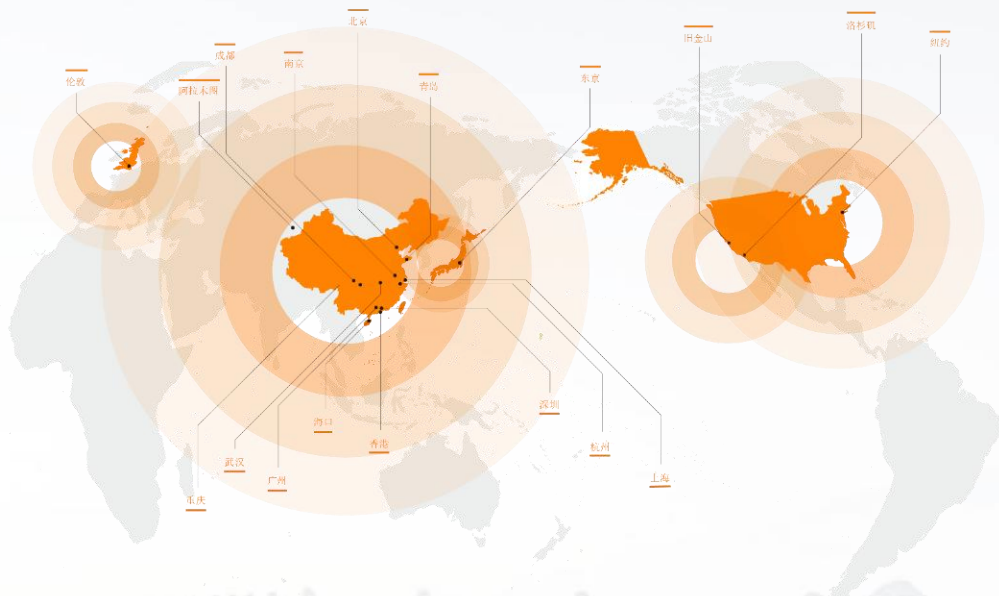 北京
洛杉矶
旧金山
纽约
成都
南京
东京
伦敦
阿拉木图
青岛
深圳
海口
香港
杭州
武汉
广州
上海
重庆